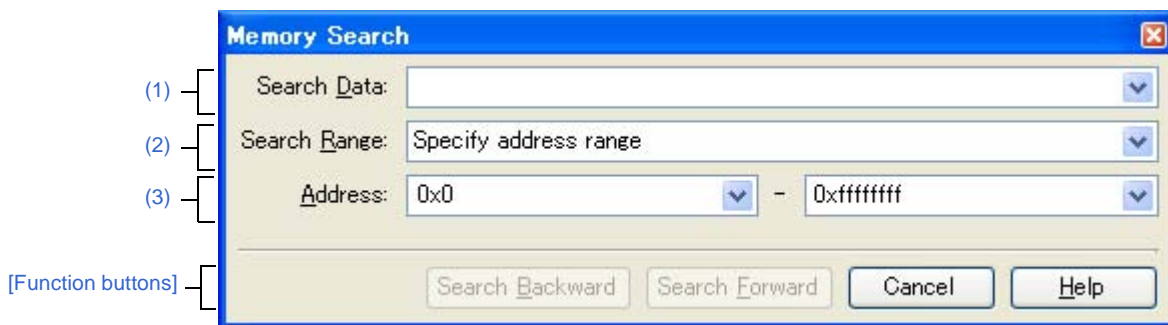 Memory Search
(1) Search Data:
(2) Search Range: Specify address range
(3) Address: 0x0 - 0xffffffff
[Function buttons] Search Backward Search Forward Cancel Help